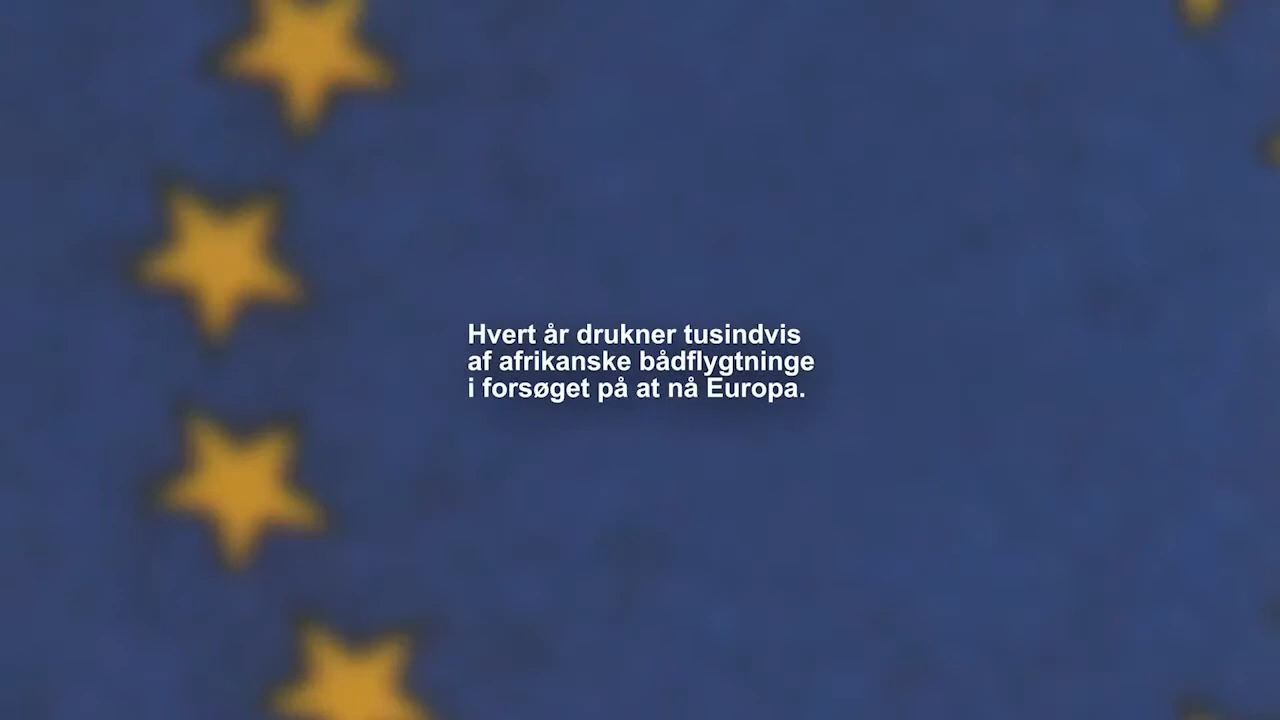 Hvert år drukner tusindvis
af afrikanske bådflygtninge
i forsøget på at nå Europa.